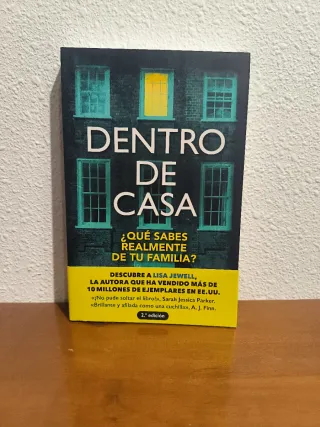 DENTRO
DE
CASA
¿QUÉ SABES
REALMENTE
DE TU FAMILIA?
DESCUBRE A LISA JEWELL,
LA AUTORA QUE HA VENDIDO MÁS DE
10 MILLONES DE EJEMPLARES EN EE.UU.
«¡No pude soltar el libro!», Sarah Jessica Parker.
«Brillante y afilada como una cuchilla», A. J. Finn.
2.ª edición